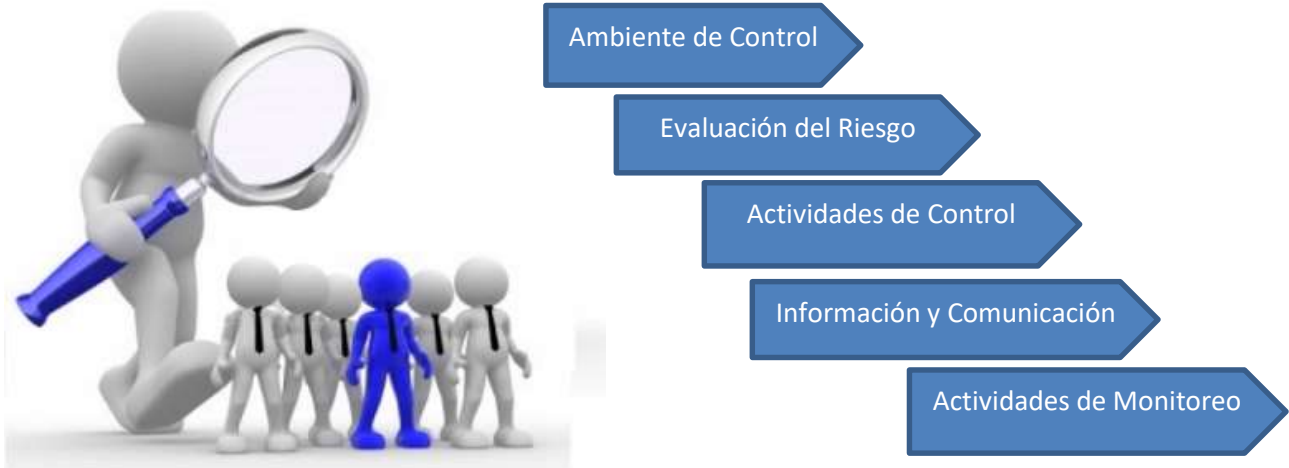 Ambiente de Control
Evaluación del Riesgo
Actividades de Control
Información y Comunicación
Actividades de Monitoreo